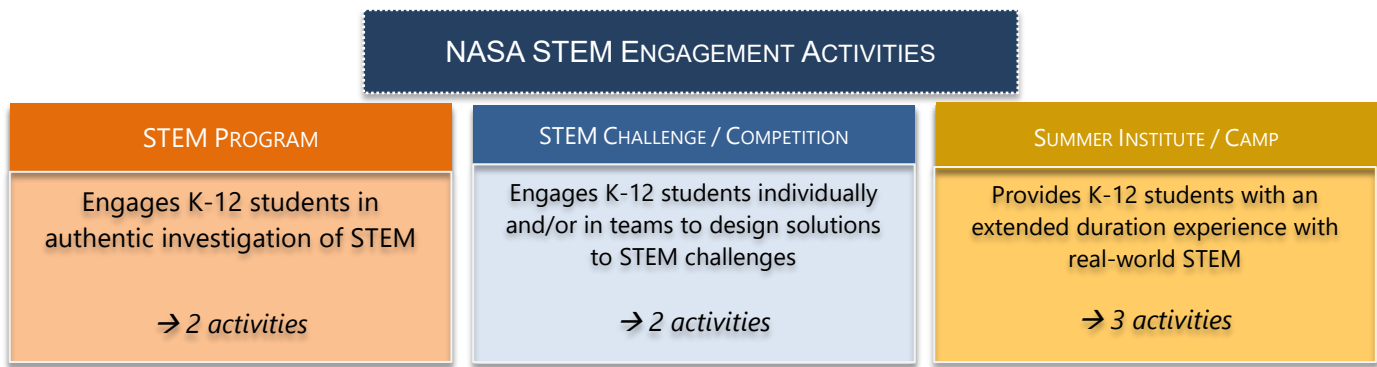 NASA STEM ENGAGEMENT ACTIVITIES
STEM PROGRAM
Engages K-12 students in
authentic investigation of STEM
→ 2 activities
STEM CHALLENGE / COMPETITION
Engages K-12 students individually
and/or in teams to design solutions
to STEM challenges
→ 2 activities
SUMMER INSTITUTE / CAMP
Provides K-12 students with an
extended duration experience with
real-world STEM
→ 3 activities